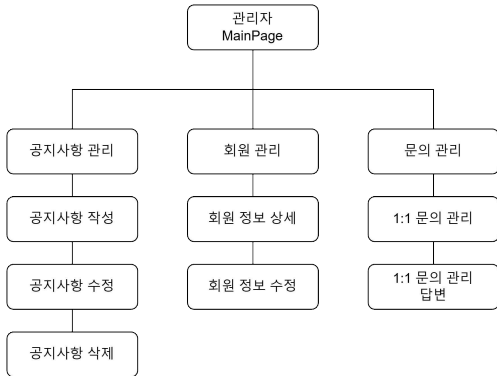 관리자
MainPage
공지사항 관리
회원 관리
문의 관리
공지사항 작성
회원 정보 상세
1:1 문의 관리
공지사항 수정
회원 정보 수정
1:1 문의 관리
답변
공지사항 삭제